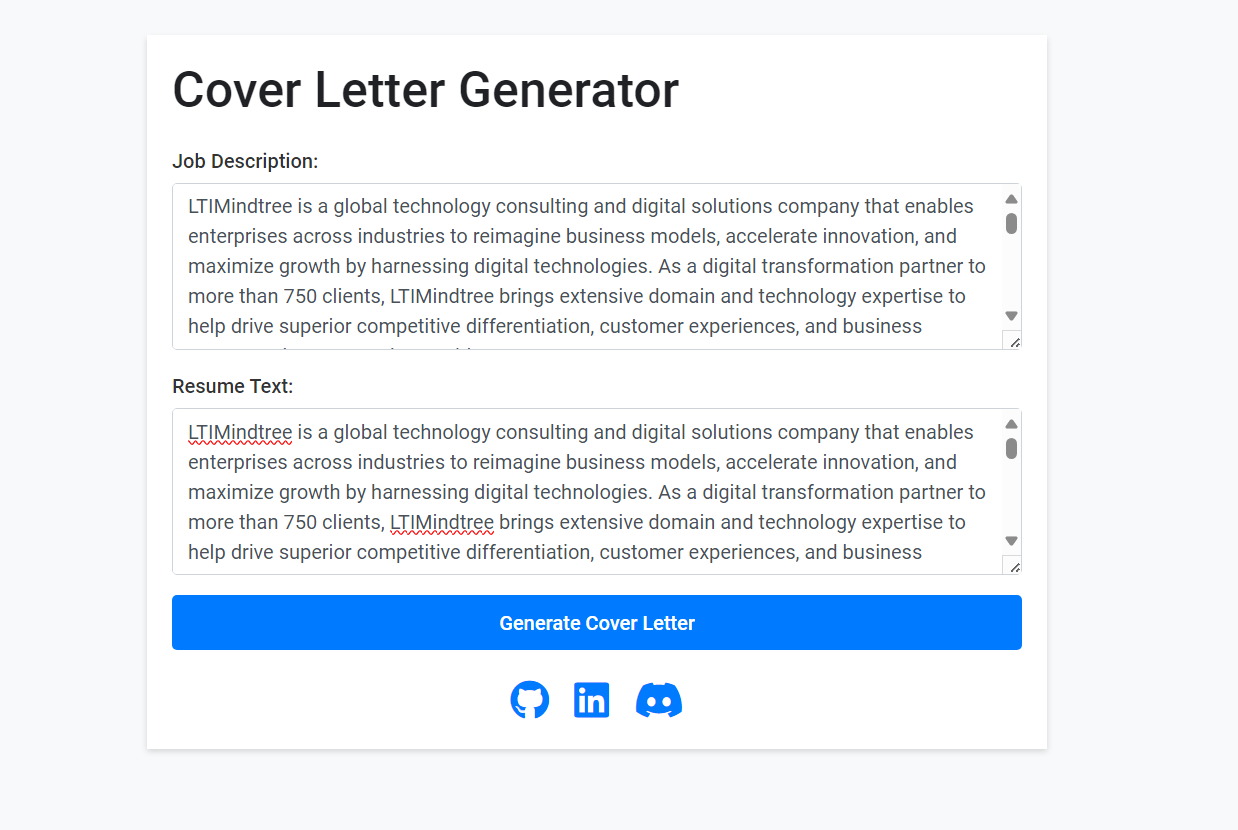 Cover Letter Generator
Job Description:
LTIMindtree is a global technology consulting and digital solutions company that enables
enterprises across industries to reimagine business models, accelerate innovation, and
maximize growth by harnessing digital technologies. As a digital transformation partner to
more than 750 clients, LTIMindtree brings extensive domain and technology expertise to
help drive superior competitive differentiation, customer experiences, and business
Resume Text:
LTIMindtree is a global technology consulting and digital solutions company that enables
enterprises across industries to reimagine business models, accelerate innovation, and
maximize growth by harnessing digital technologies. As a digital transformation partner to
more than 750 clients, LTIMindtree brings extensive domain and technology expertise to
help drive superior competitive differentiation, customer experiences, and business
Generate Cover Letter
in